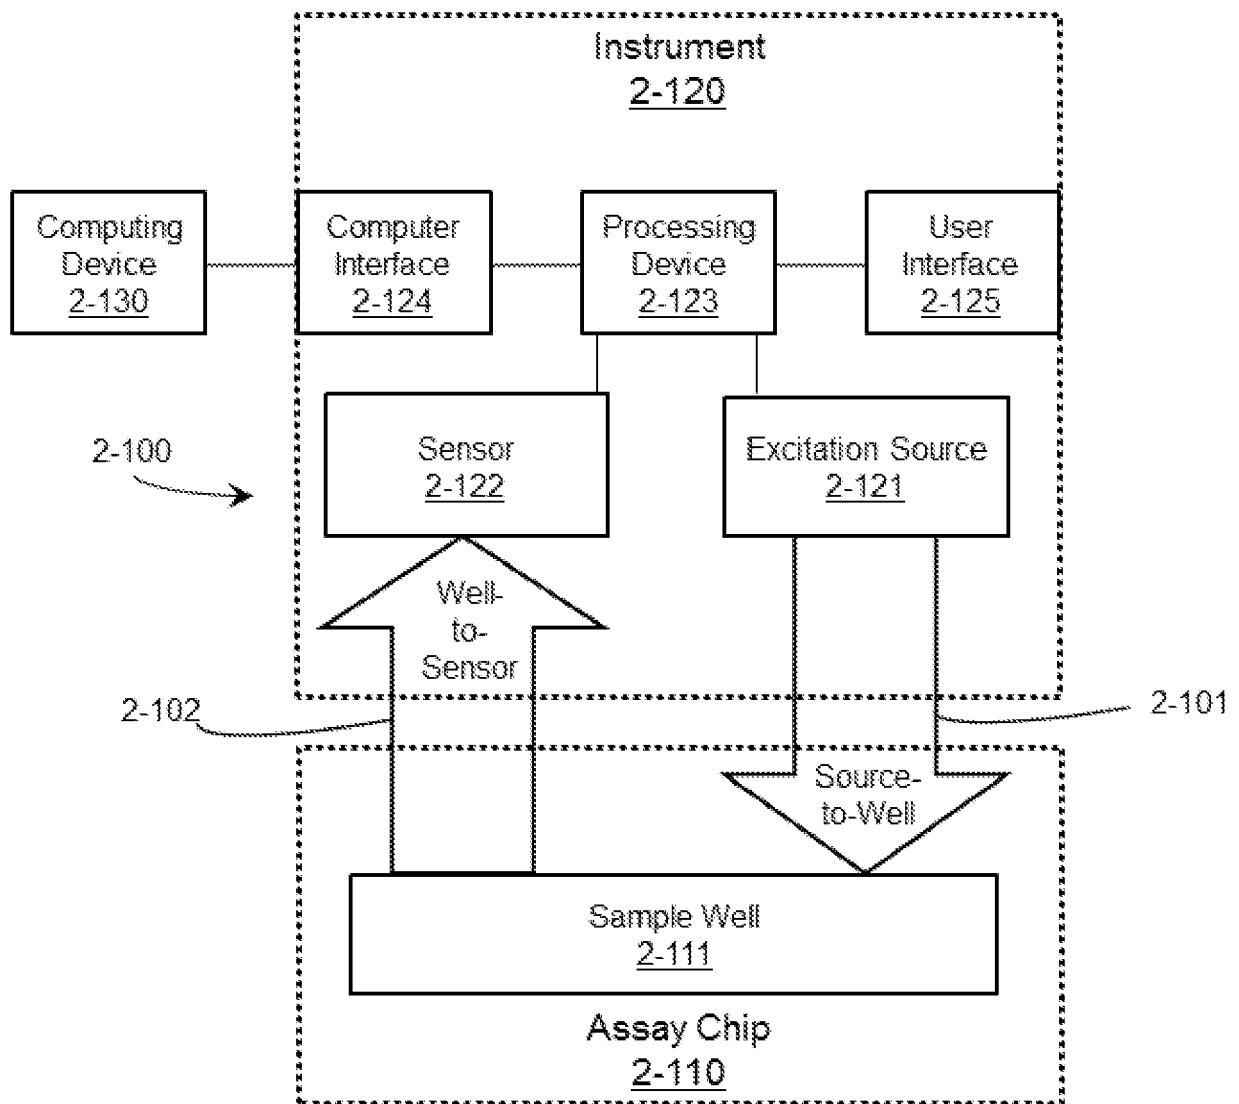 Instrument
2-120
Computing
Device
2-130
Computer
Interface
2-124
Processing
Device
2-123
User
Interface
2-125
2-100
Sensor
2-122
Excitation Source
2-121
Well-
to-
Sensor
2-102
2-101
Source-
to-Well
Sample Well
2-111
Assay Chip
2-110